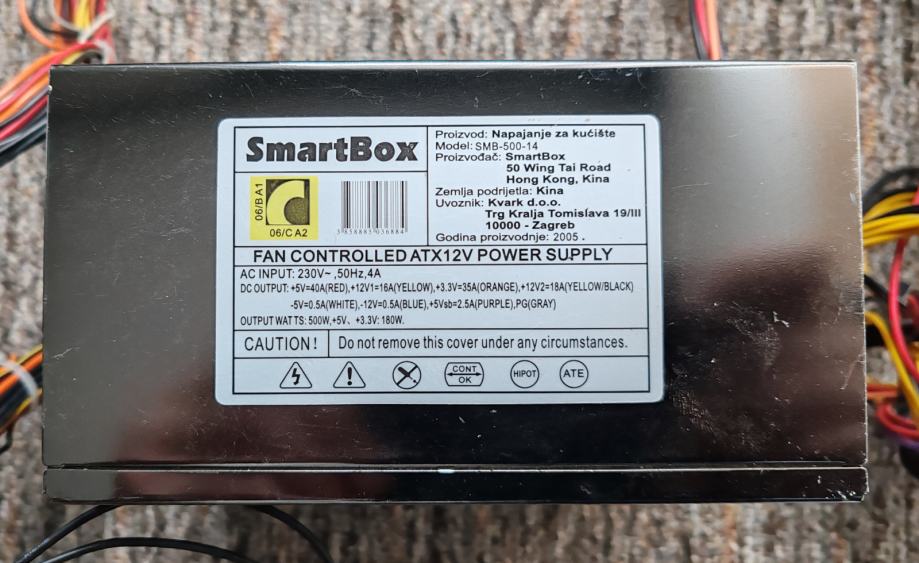 SmartBox
06/BA1
06/CA2
3 858885 036884
Proizvod: Napajanje za kućište
Model: SMB-500-14
Proizvođač: SmartBox
50 Wing Tai Road
Hong Kong, Kina
Zemlja podrijetla: Kina
Uvoznik: Kvark d.o.o.
Trg Kralja Tomislava 19/III
10000 - Zagreb
Godina proizvodnje: 2005.
FAN CONTROLLED ATX12V POWER SUPPLY
AC INPUT: 230V~,50Hz,4A
DC OUTPUT: +5V=40A(RED),+12V1=16A(YELLOW),+3.3V=35A(ORANGE),+12V2=18A(YELLOW/BLACK)
-5V=0.5A(WHITE),-12V=0.5A(BLUE),+5Vsb=2.5A(PURPLE),PG(GRAY)
OUTPUT WATTS: 500W,+5V、+3.3V: 180W.
CAUTION! Do not remove this cover under any circumstances.
CONT
OK
HIPOT
ATE